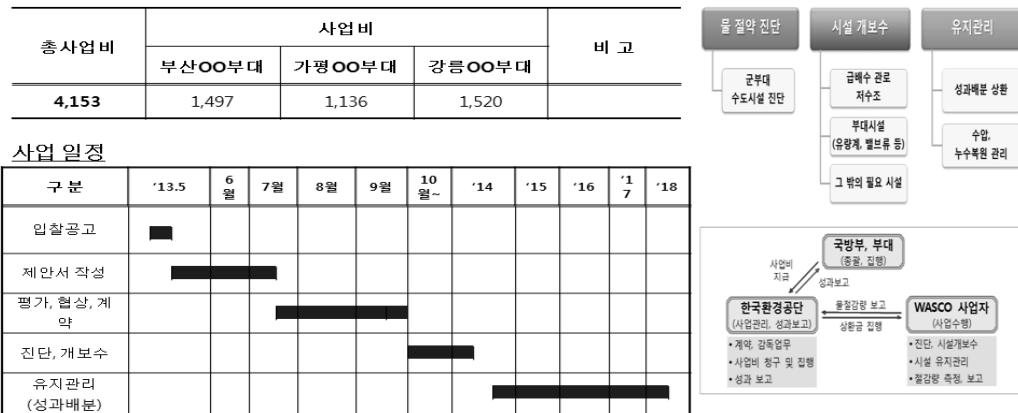 총사업비
사업비
비 고
부산OO부대
가평OO부대
강릉OO부대
4,153
1,497
1,136
1,520
사업 일정
구 분
'13.5
6
월
7월
8월
9월
10
월~
'14
'15
'16
'1
7
'18
입찰공고
제안서 작성
평가, 협상, 계
약
진단, 개보수
유지관리
(성과배분)
물 절약 진단
군부대
수도시설 진단
시설 개보수
급배수 관로
저수조
부대시설
(유량계, 밸브류 등)
그 밖의 필요 시설
유지관리
성과배분 상환
수압,
누수복원 관리
국방부, 부대
(총괄, 집행)
사업비
지급
성과보고
한국환경공단
(사업관리, 성과보고)
• 계약, 감독업무
• 사업비 청구 및 집행
• 성과 보고
물절감량 보고
상환금 집행
WASCO 사업자
(사업수행)
• 진단, 시설개보수
• 시설 유지관리
• 절감량 측정, 보고